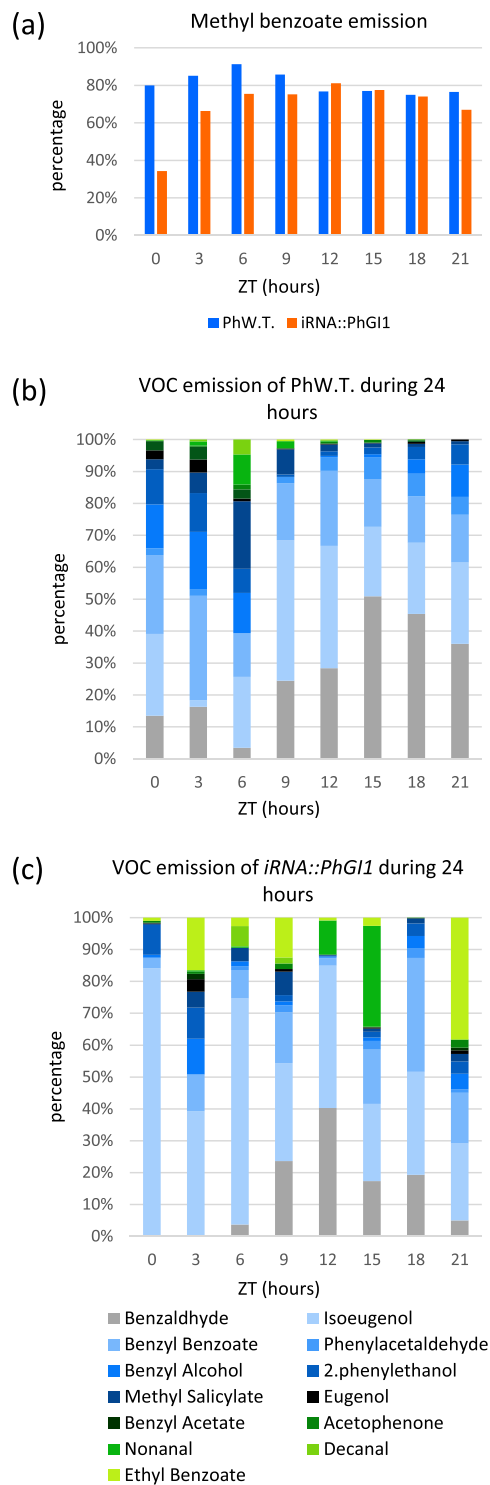 (a)
Methyl benzoate emission
100%
80%
60%
40%
20%
0%
percentage
0 3 6 9 12 15 18 21
ZT (hours)
PhW.T. iRNA::PhGI1
(b)
VOC emission of PhW.T. during 24
hours
100%
90%
80%
70%
60%
50%
40%
30%
20%
10%
0%
percentage
0 3 6 9 12 15 18 21
ZT (hours)
(c)
VOC emission of iRNA::PhGI1 during 24
hours
100%
90%
80%
70%
60%
50%
40%
30%
20%
10%
0%
percentage
0 3 6 9 12 15 18 21
ZT (hours)
Benzaldhyde Isoeugenol
Benzyl Benzoate Phenylacetaldehyde
Benzyl Alcohol 2.phenylethanol
Methyl Salicylate Eugenol
Benzyl Acetate Acetophenone
Nonanal Decanal
Ethyl Benzoate